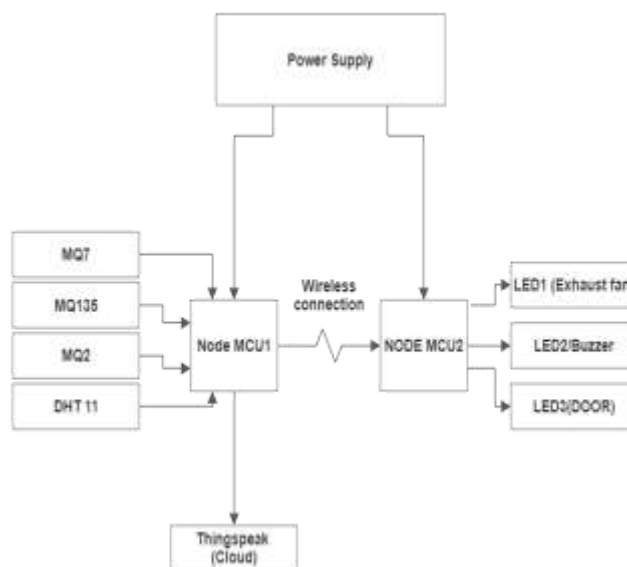 Power Supply
MQ7
MQ135
MQ2
DHT 11
Node MCU1
Wireless
connection
NODE MCU2
LED1 (Exhaust fan
LED2/Buzzer
LED3(DOOR)
Thingspeak
(Cloud)